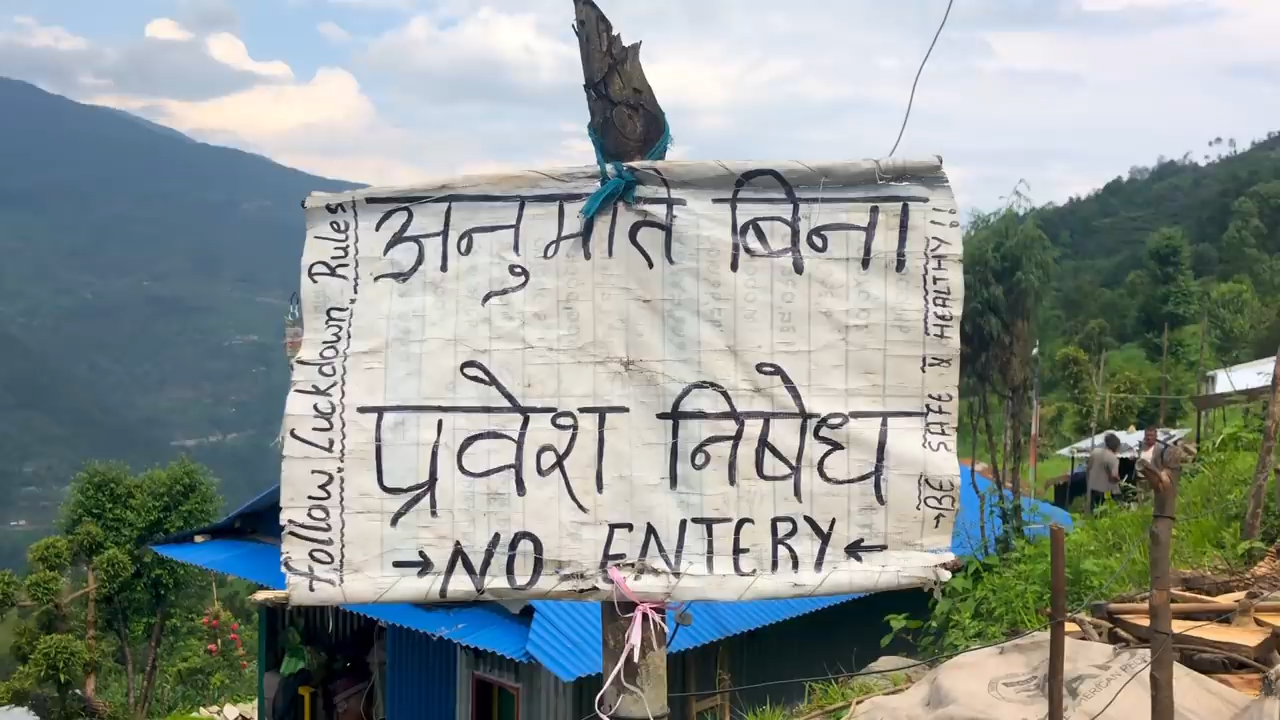 अनुमति बिना
प्रवेश निषेध
→NO ENTERY←
follow Luckdown Rules
→BE SAFE & HEALTHY !!